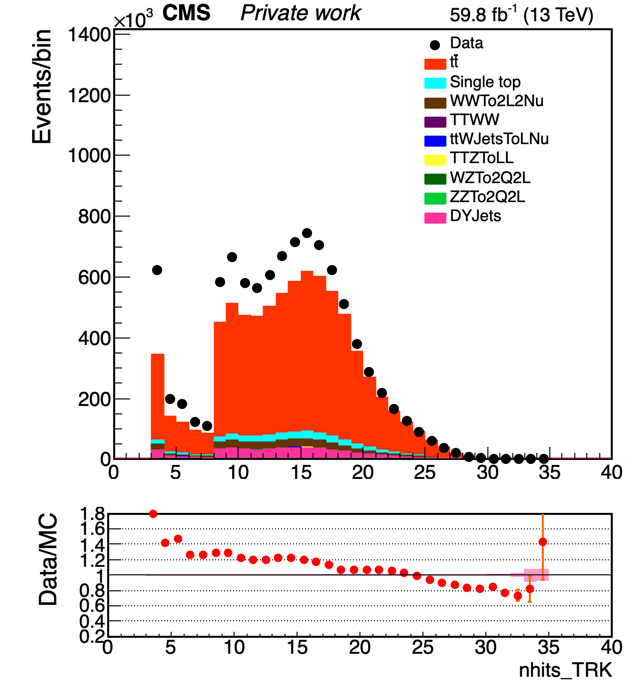 ×10³ CMS Private work 59.8 fb⁻¹ (13 TeV)
Events/bin
1400
1200
1000
800
600
400
200
0
Data
tt̄
Single top
WWTo2L2Nu
TTWW
ttWJetsToLNu
TTZToLL
WZTo2Q2L
ZZTo2Q2L
DYJets
0 5 10 15 20 25 30 35 40
Data/MC
1.8
1.6
1.4
1.2
1
0.8
0.6
0.4
0.2
0 5 10 15 20 25 30 35 40
nhits_TRK